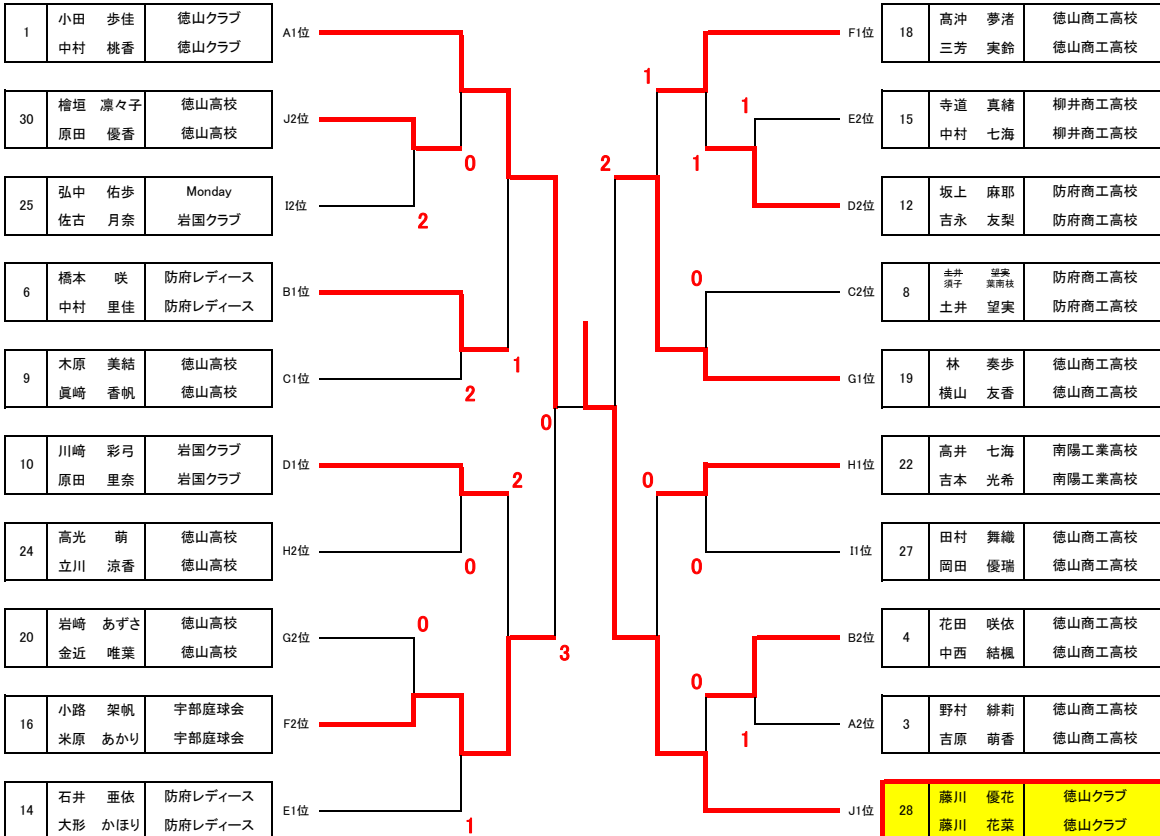 1 小田 歩佳 徳山クラブ
中村 桃香 徳山クラブ
A1位
30 檜垣 凛々子 徳山高校
原田 優香 徳山高校
J2位
0
25 弘中 佑歩 Monday
佐古 月奈 岩国クラブ
I2位
2
6 橋本 咲 防府レディース
中村 里佳 防府レディース
B1位
1
9 木原 美結 徳山高校
眞﨑 香帆 徳山高校
C1位
2
0
10 川﨑 彩弓 岩国クラブ
原田 里奈 岩国クラブ
D1位
2
24 高光 萌 徳山高校
立川 涼香 徳山高校
H2位
0
20 岩﨑 あずさ 徳山高校
金近 唯葉 徳山高校
G2位
0
3
16 小路 架帆 宇部庭球会
米原 あかり 宇部庭球会
F2位
14 石井 亜依 防府レディース
大形 かほり 防府レディース
E1位
1
F1位
18 髙沖 夢渚 徳山商工高校
三芳 実鈴 徳山商工高校
1
1
E2位
15 寺道 真緒 柳井商工高校
中村 七海 柳井商工高校
2
1
D2位
12 坂上 麻耶 防府商工高校
吉永 友梨 防府商工高校
0
C2位
8 土井 望実 防府商工高校
須子 葉南枝
土井 望実 防府商工高校
G1位
19 林 奏歩 徳山商工高校
横山 友香 徳山商工高校
0
H1位
22 高井 七海 南陽工業高校
吉本 光希 南陽工業高校
0
I1位
27 田村 舞織 徳山商工高校
岡田 優瑞 徳山商工高校
B2位
4 花田 咲依 徳山商工高校
中西 結楓 徳山商工高校
0
1
A2位
3 野村 緋莉 徳山商工高校
吉原 萌香 徳山商工高校
J1位
28 藤川 優花 徳山クラブ
藤川 花菜 徳山クラブ